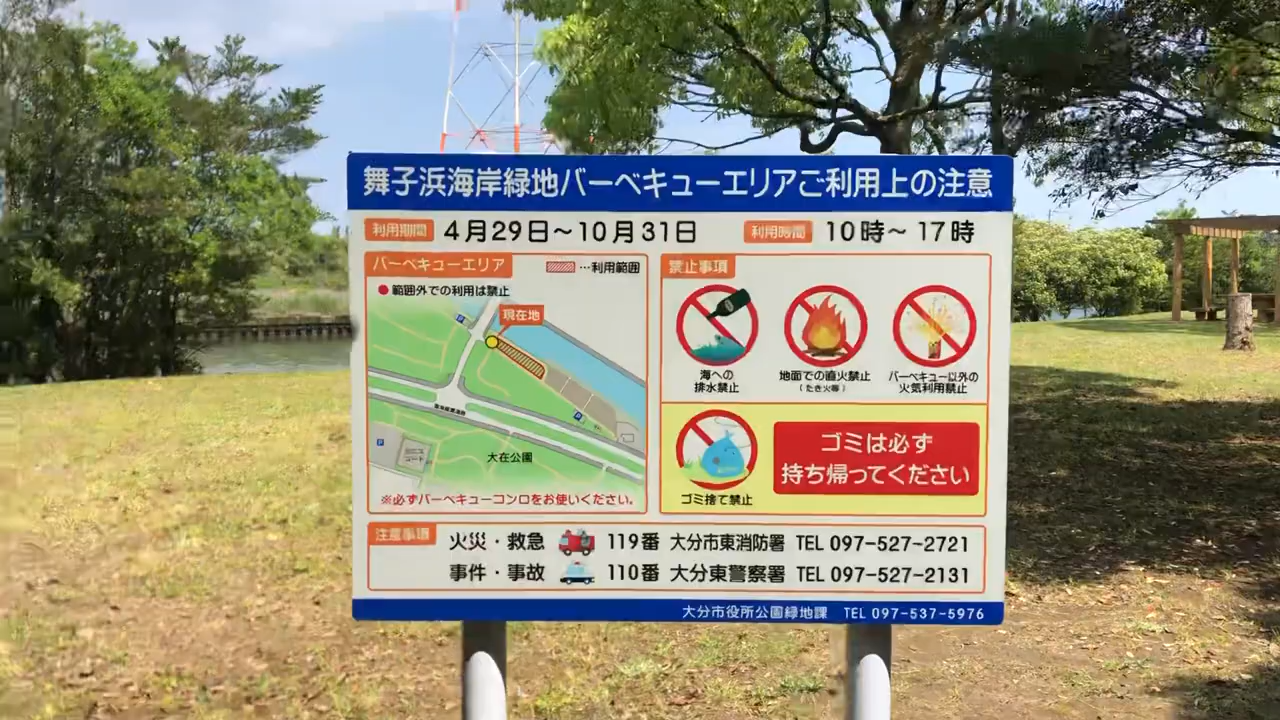 舞子浜海岸緑地バーベキューエリアご利用上の注意
利用期間 4月29日～10月31日 利用時間 10時～17時
バーベキューエリア
…利用範囲
● 範囲外での利用は禁止
現在地
P
P
P
大在公園
※必ずバーベキューコンロをお使いください。
禁止事項
海への
排水禁止
地面での直火禁止
(たき火等)
バーベキュー以外の
火気利用禁止
ゴミ捨て禁止
ゴミは必ず
持ち帰ってください
注意事項
火災・救急 119番 大分市東消防署 TEL 097-527-2721
事件・事故 110番 大分東警察署 TEL 097-527-2131
大分市役所公園緑地課 TEL 097-537-5976